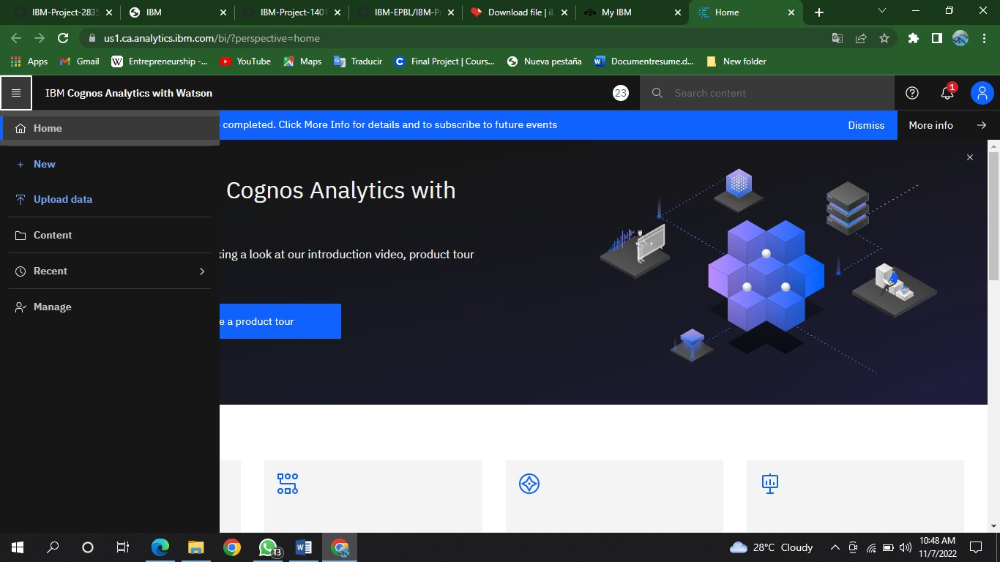 IBM-Project-2835
IBM
IBM-Project-1401
IBM-EPBL/IBM-P
Download file | iL
My IBM
Home
us1.ca.analytics.ibm.com/bi/?perspective=home
Apps
Gmail
Entrepreneurship -...
YouTube
Maps
Traducir
Final Project | Cours...
Nueva pestaña
Documentresume.d...
New folder
IBM Cognos Analytics with Watson
23
Search content
1
Home
completed. Click More Info for details and to subscribe to future events
Dismiss
More info
New
Upload data
Content
Recent
Manage
Cognos Analytics with
king a look at our introduction video, product tour
e a product tour
13
28°C Cloudy
10:48 AM
11/7/2022